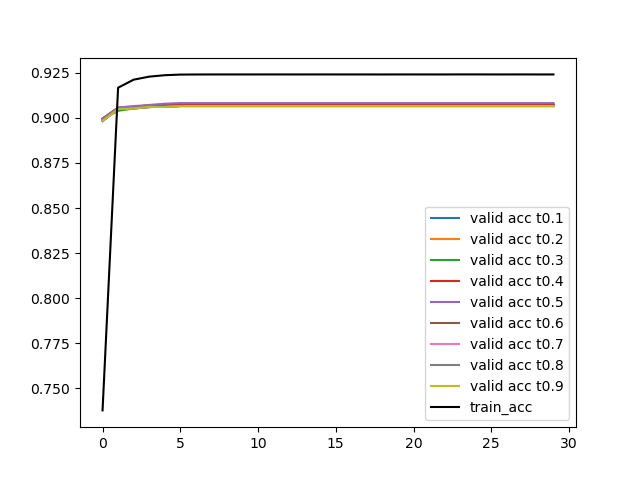 0.925
0.900
0.875
0.850
0.825
0.800
0.775
0.750
valid acc t0.1
valid acc t0.2
valid acc t0.3
valid acc t0.4
valid acc t0.5
valid acc t0.6
valid acc t0.7
valid acc t0.8
valid acc t0.9
train_acc
0 5 10 15 20 25 30